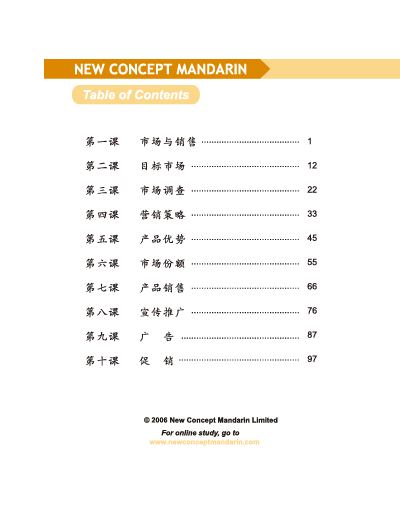 NEW CONCEPT MANDARIN
Table of Contents
第一课 市场与销售 ................................ 1
第二课 目标市场 .................................... 12
第三课 市场调查 .................................... 22
第四课 营销策略 .................................... 33
第五课 产品优势 .................................... 45
第六课 市场份额 .................................... 55
第七课 产品销售 .................................... 66
第八课 宣传推广 .................................... 76
第九课 广 告 ....................................... 87
第十课 促 销 ........................................ 97
© 2006 New Concept Mandarin Limited
For online study, go to
www.newconceptmandarin.com